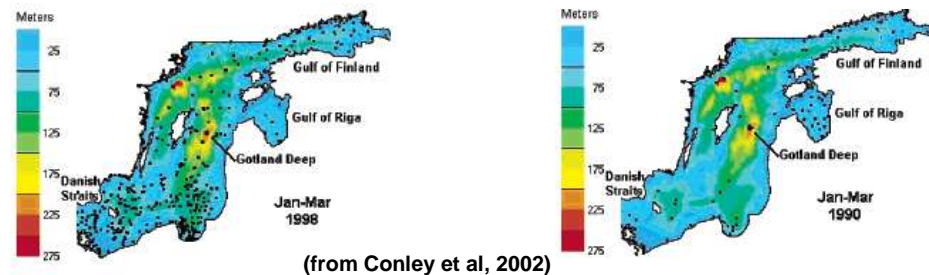 Meters
25
75
125
175
225
275
Gulf of Finland
Gulf of Riga
Gotland Deep
Danish
Straits
Jan-Mar
1998
Meters
25
75
125
175
225
275
Gulf of Finland
Gulf of Riga
Gotland Deep
Danish
Straits
Jan-Mar
1990
(from Conley et al, 2002)